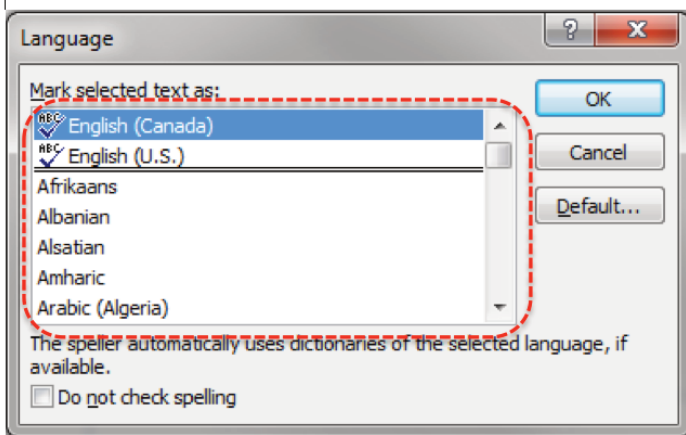 Language
Mark selected text as:
English (Canada)
English (U.S.)
Afrikaans
Albanian
Alsatian
Amharic
Arabic (Algeria)
OK
Cancel
Default...
The speller automatically uses dictionaries of the selected language, if
available.
Do not check spelling